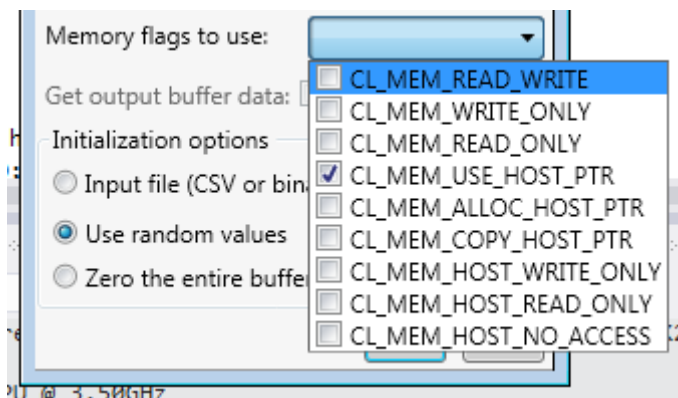 Memory flags to use:
CL_MEM_READ_WRITE
Get output buffer data:
CL_MEM_WRITE_ONLY
CL_MEM_READ_ONLY
Initialization options
CL_MEM_USE_HOST_PTR
Input file (CSV or bin
CL_MEM_ALLOC_HOST_PTR
CL_MEM_COPY_HOST_PTR
Use random values
CL_MEM_HOST_WRITE_ONLY
Zero the entire buffe
CL_MEM_HOST_READ_ONLY
CL_MEM_HOST_NO_ACCESS
@ 3.50GHz